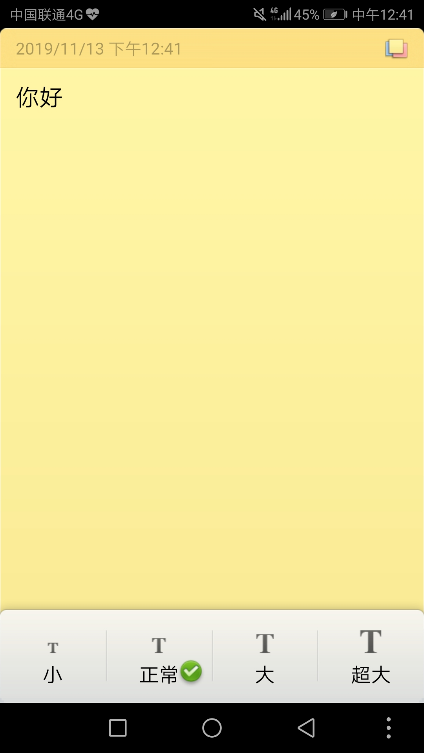 中国联通4G 45% 中午12:41
2019/11/13 下午12:41
你好
T T T T
小 正常 大 超大